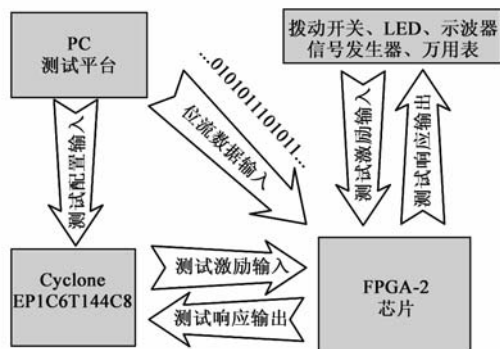 PC
测试平台
拨动开关、LED、示波器
信号发生器、万用表
...0101011101011...
位流数据输入
测试配置输入
测试激励输入
测试响应输出
Cyclone
EP1C6T144C8
测试激励输入
测试响应输出
FPGA-2
芯片